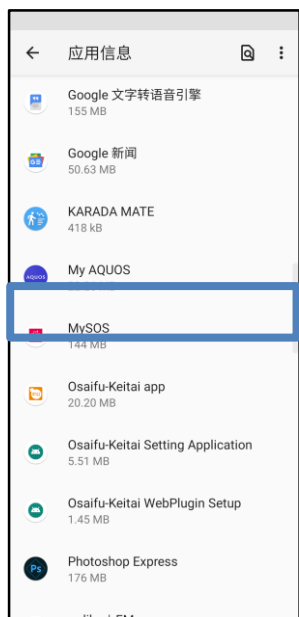 应用信息
Google 文字转语音引擎
155 MB
Google 新闻
50.63 MB
KARADA MATE
418 kB
My AQUOS
AQUOS
MySOS
144 MB
Osaifu-Keitai app
20.20 MB
Osaifu-Keitai Setting Application
5.51 MB
Osaifu-Keitai WebPlugin Setup
1.45 MB
Ps
Photoshop Express
176 MB